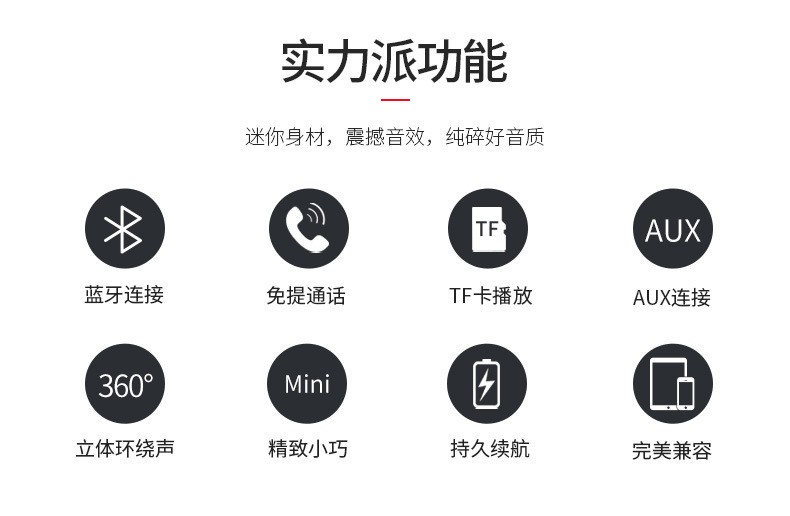 实力派功能
迷你身材，震撼音效，纯碎好音质
TF
AUX
蓝牙连接
免提通话
TF卡播放
AUX连接
360°
Mini
立体环绕声
精致小巧
持久续航
完美兼容